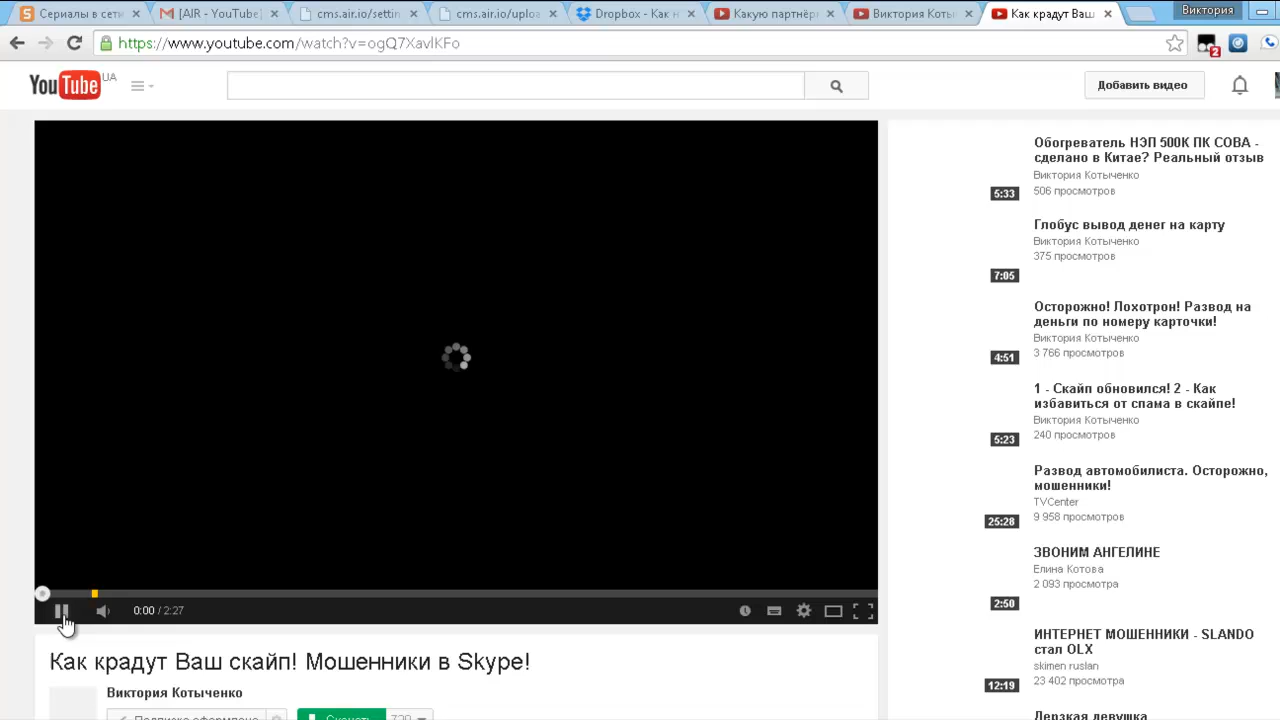 Сериалы в сети
[AIR - YouTube]
cms.air.io/settin
cms.air.io/uploa
Dropbox - Как н
Какую партнёр
Виктория Коты
Как крадут Ваш
Виктория
https://www.youtube.com/watch?v=ogQ7XavlKFo
2
YouTube UA
Добавить видео
Обогреватель НЭП 500К ПК СОВА -
сделано в Китае? Реальный отзыв
Виктория Котыченко
506 просмотров
5:33
Глобус вывод денег на карту
Виктория Котыченко
375 просмотров
7:05
Осторожно! Лохотрон! Развод на
деньги по номеру карточки!
Виктория Котыченко
3 766 просмотров
4:51
1 - Скайп обновился! 2 - Как
избавиться от спама в скайпе!
Виктория Котыченко
240 просмотров
5:23
Развод автомобилиста. Осторожно,
мошенники!
TVCenter
9 958 просмотров
25:28
ЗВОНИМ АНГЕЛИНЕ
Елина Котова
2 093 просмотра
2:50
ИНТЕРНЕТ МОШЕННИКИ - SLANDO
стал OLX
skimen ruslan
23 402 просмотра
12:19
Дерзкая девушка
0:00 / 2:27
Как крадут Ваш скайп! Мошенники в Skype!
Виктория Котыченко
Подписка оформлена
Скачать
720